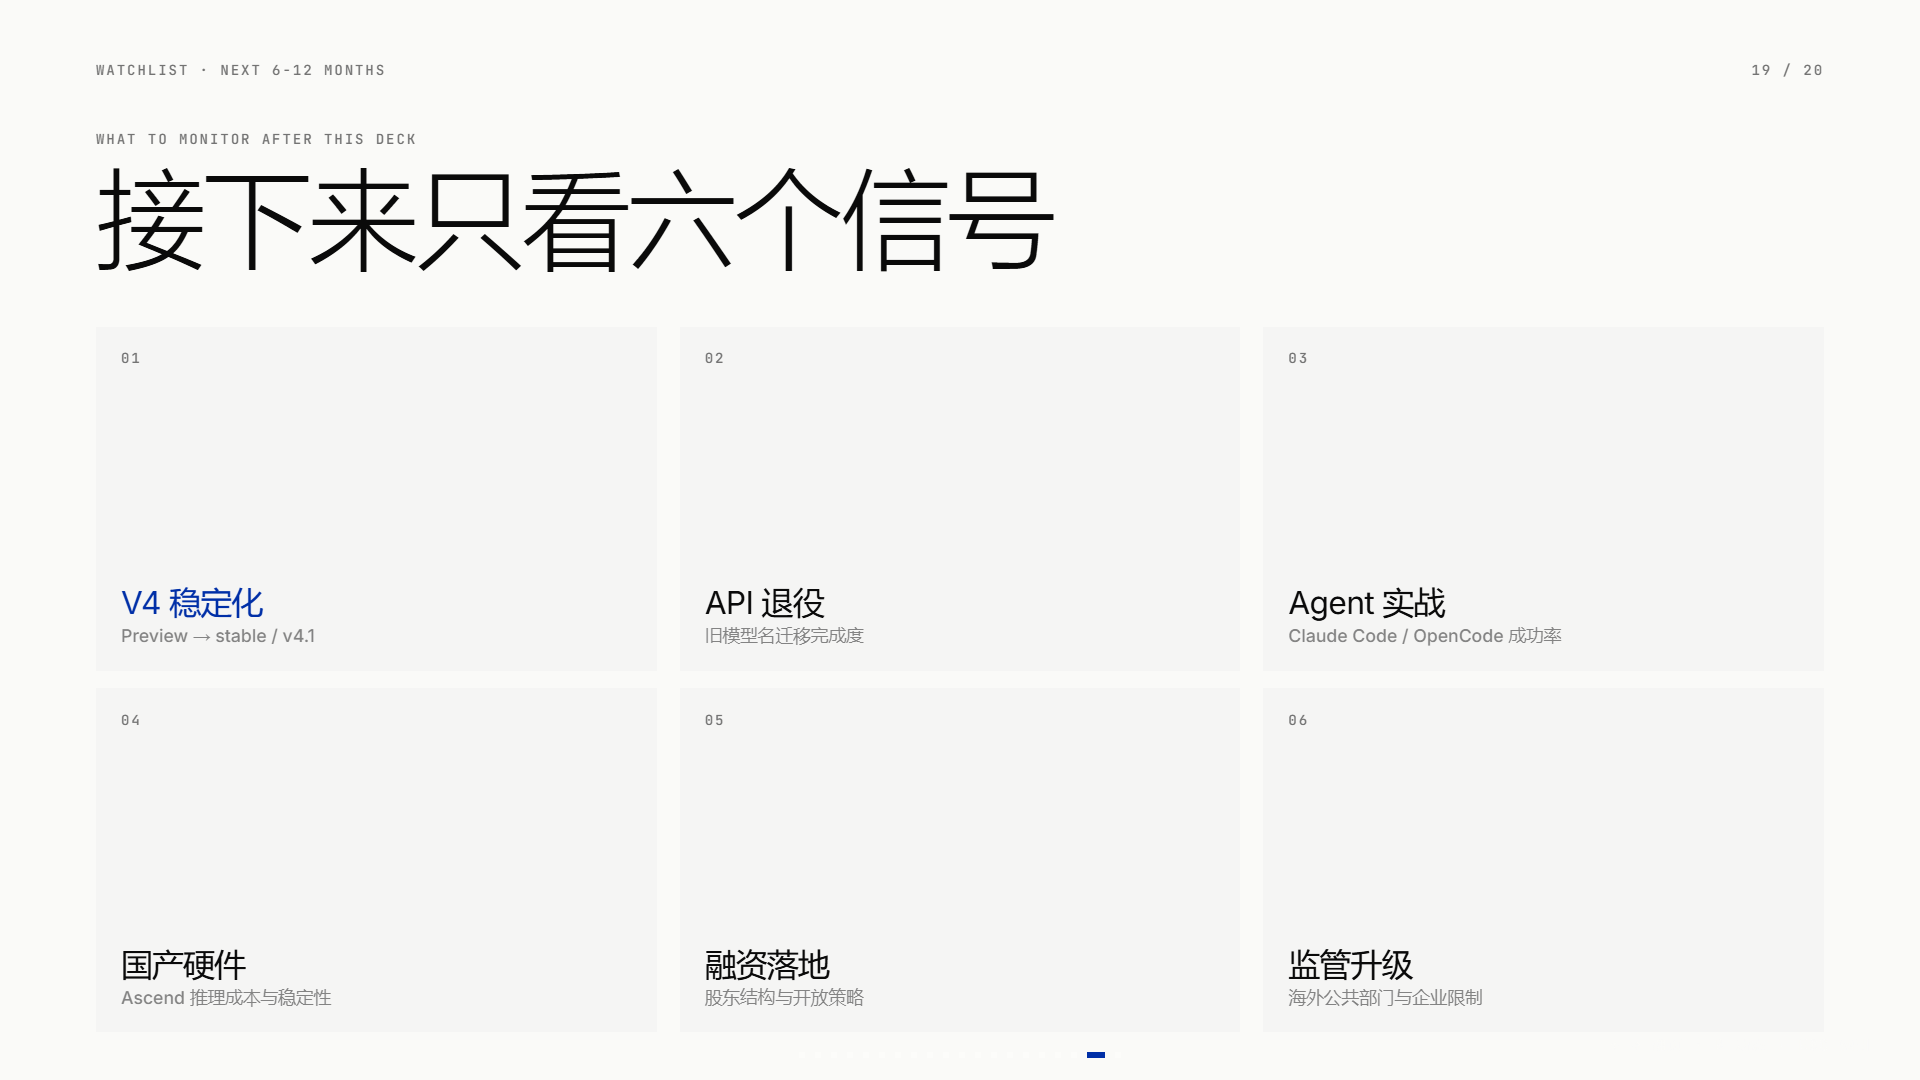 WATCHLIST · NEXT 6-12 MONTHS
19 / 20
WHAT TO MONITOR AFTER THIS DECK
接下来只看六个信号
01
V4 稳定化
Preview → stable / v4.1
02
API 退役
旧模型名迁移完成度
03
Agent 实战
Claude Code / OpenCode 成功率
04
国产硬件
Ascend 推理成本与稳定性
05
融资落地
股东结构与开放策略
06
监管升级
海外公共部门与企业限制